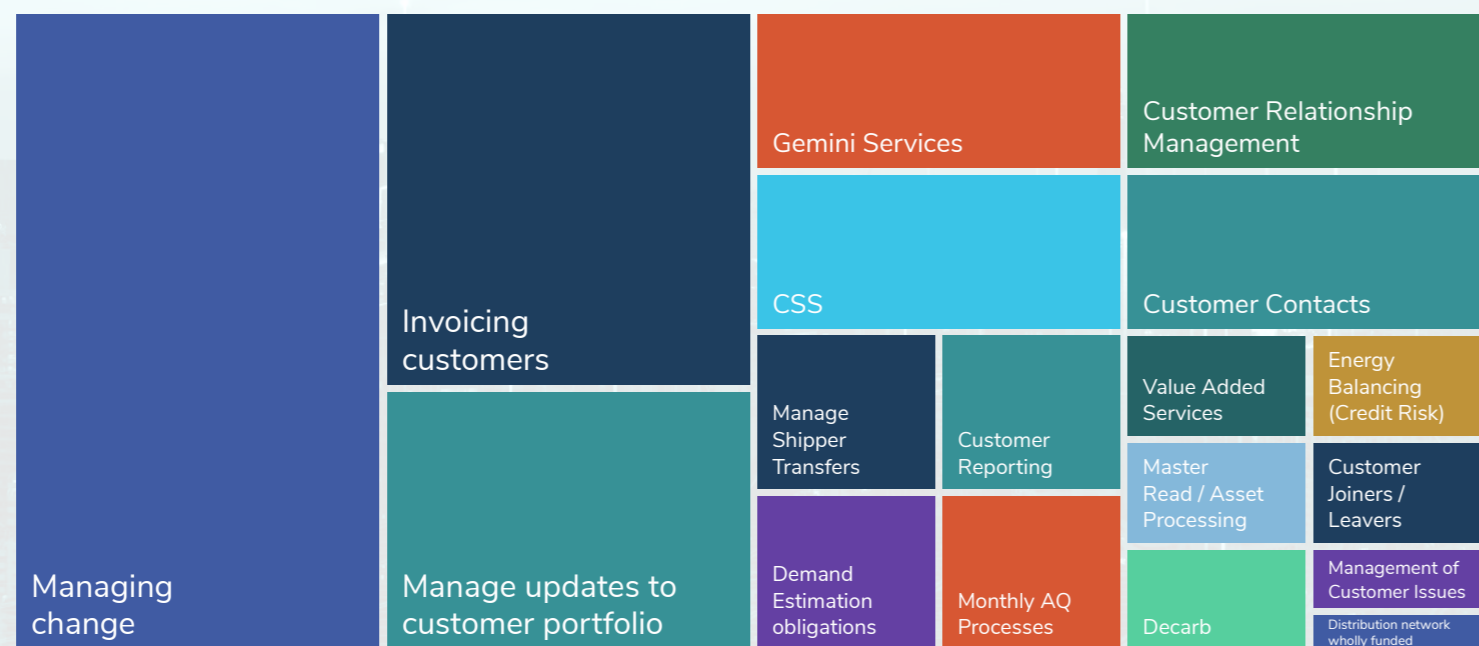 Managing
change
Invoicing
customers
Manage updates to
customer portfolio
Gemini Services
CSS
Manage
Shipper
Transfers
Customer
Reporting
Demand
Estimation
obligations
Monthly AQ
Processes
Customer Relationship
Management
Customer Contacts
Value Added
Services
Energy
Balancing
(Credit Risk)
Master
Read / Asset
Processing
Customer
Joiners /
Leavers
Decarb
Management of
Customer Issues
Distribution network
wholly funded